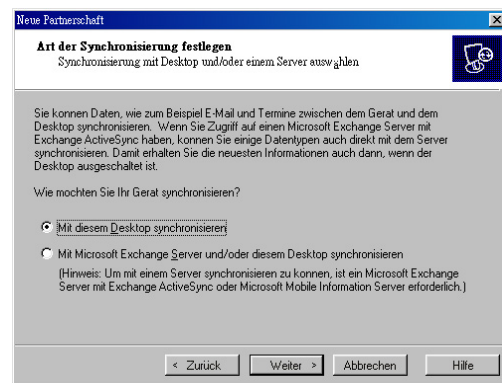 Neue Partnerschaft
Art der Synchronisierung festlegen
Synchronisierung mit Desktop und/oder einem Server auswählen
Sie konnen Daten, wie zum Beispiel E-Mail und Termine zwischen dem Gerat und dem
Desktop synchronisieren. Wenn Sie Zugriff auf einen Microsoft Exchange Server mit
Exchange ActiveSync haben, konnen Sie einige Datentypen auch direkt mit dem Server
synchronisieren. Damit erhalten Sie die neuesten Informationen auch dann, wenn der
Desktop ausgeschaltet ist.
Wie mochten Sie Ihr Gerat synchronisieren?
Mit diesem Desktop synchronisieren
Mit Microsoft Exchange Server und/oder diesem Desktop synchronisieren
(Hinweis: Um mit einem Server synchronisieren zu konnen, ist ein Microsoft Exchange
Server mit Exchange ActiveSync oder Microsoft Mobile Information Server erforderlich.)
< Zurück Weiter > Abbrechen Hilfe